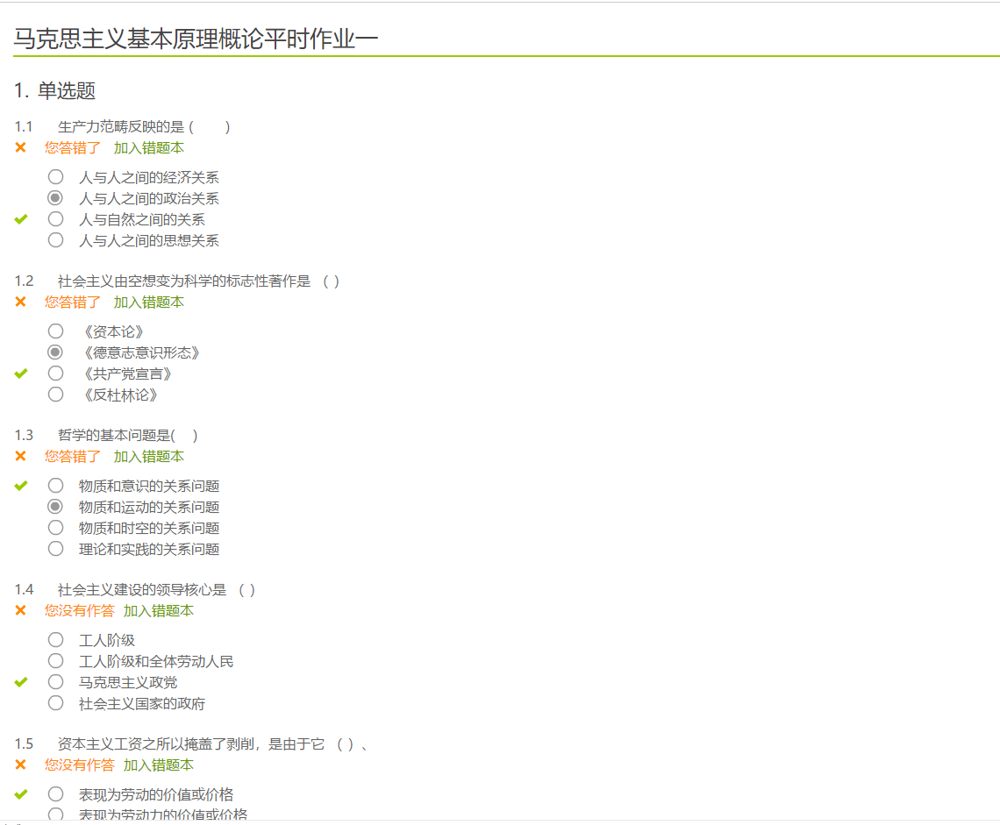 马克思主义基本原理概论平时作业一
1. 单选题
1.1 生产力范畴反映的是 ( )
您答错了 加入错题本
人与人之间的经济关系
人与人之间的政治关系
人与自然之间的关系
人与人之间的思想关系
1.2 社会主义由空想变为科学的标志性著作是 （ ）
您答错了 加入错题本
《资本论》
《德意志意识形态》
《共产党宣言》
《反杜林论》
1.3 哲学的基本问题是( )
您答错了 加入错题本
物质和意识的关系问题
物质和运动的关系问题
物质和时空的关系问题
理论和实践的关系问题
1.4 社会主义建设的领导核心是 （ ）
您没有作答 加入错题本
工人阶级
工人阶级和全体劳动人民
马克思主义政党
社会主义国家的政府
1.5 资本主义工资之所以掩盖了剥削，是由于它 （ ）、
您没有作答 加入错题本
表现为劳动的价值或价格
表现为劳动力的价值或价格